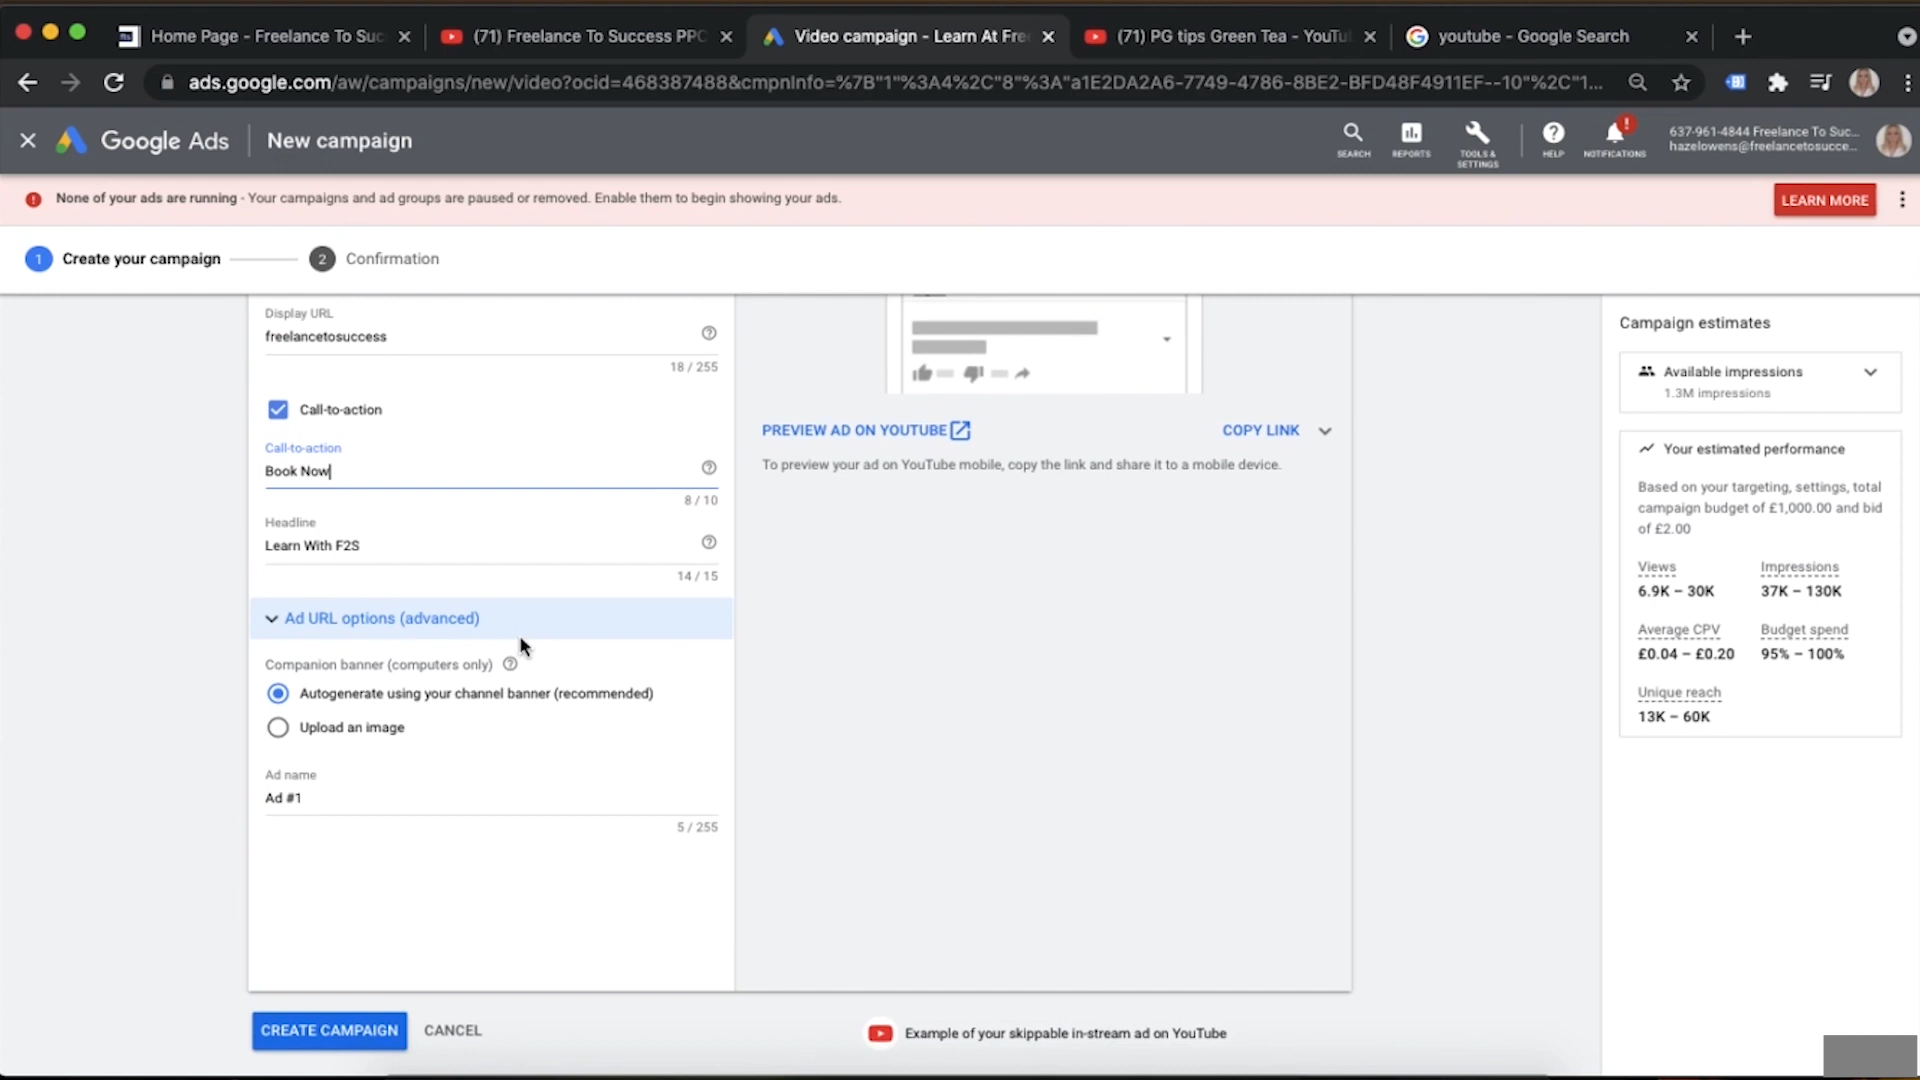 Home Page - Freelance To Suc
(71) Freelance To Success PPC
Video campaign - Learn At Fre
(71) PG tips Green Tea - YouTu
youtube - Google Search
ads.google.com/aw/campaigns/new/video?ocid=468387488&cmpnInfo=%7B"1"%3A4%2C"8"%3A"a1E2DA2A6-7749-4786-8BE2-BFD48F4911EF--10"%2C"1...
Google Ads
New campaign
SEARCH
REPORTS
TOOLS & SETTINGS
HELP
NOTIFICATIONS
637-961-4844 Freelance To Suc...
hazelowens@freelancetosucce...
None of your ads are running - Your campaigns and ad groups are paused or removed. Enable them to begin showing your ads.
LEARN MORE
1 Create your campaign
2 Confirmation
Display URL
freelancetosuccess
18 / 255
Call-to-action
Call-to-action
Book Now
8 / 10
Headline
Learn With F2S
14 / 15
Ad URL options (advanced)
Companion banner (computers only)
Autogenerate using your channel banner (recommended)
Upload an image
Ad name
Ad #1
5 / 255
CREATE CAMPAIGN
CANCEL
PREVIEW AD ON YOUTUBE
COPY LINK
To preview your ad on YouTube mobile, copy the link and share it to a mobile device.
Example of your skippable in-stream ad on YouTube
Campaign estimates
Available impressions
1.3M impressions
Your estimated performance
Based on your targeting, settings, total
campaign budget of £1,000.00 and bid
of £2.00
Views
6.9K – 30K
Impressions
37K – 130K
Average CPV
£0.04 – £0.20
Budget spend
95% – 100%
Unique reach
13K – 60K